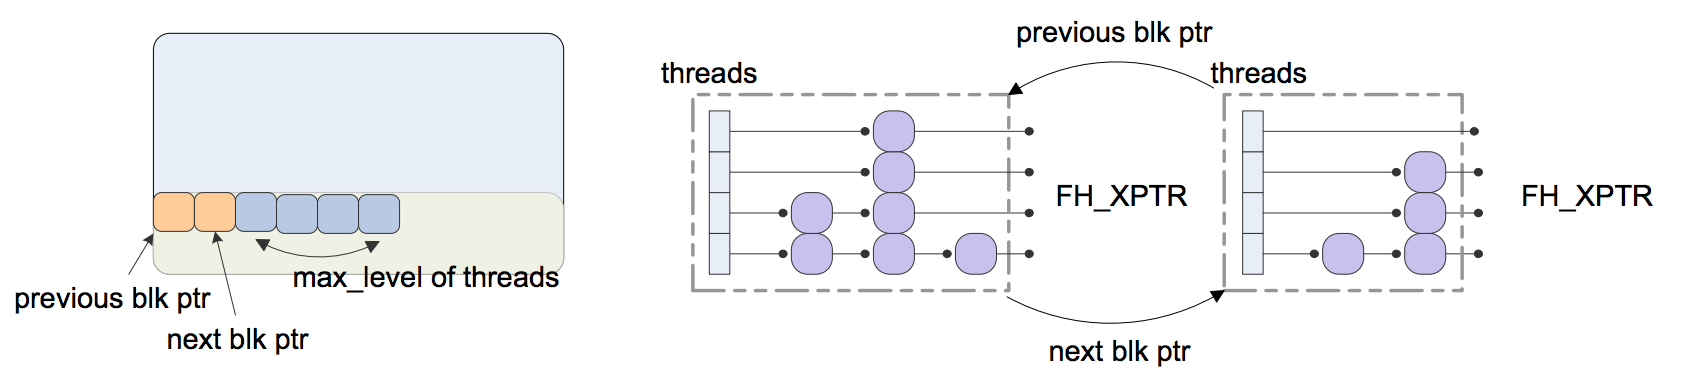 previous blk ptr
next blk ptr
max_level of threads
threads
previous blk ptr
threads
FH_XPTR
FH_XPTR
next blk ptr